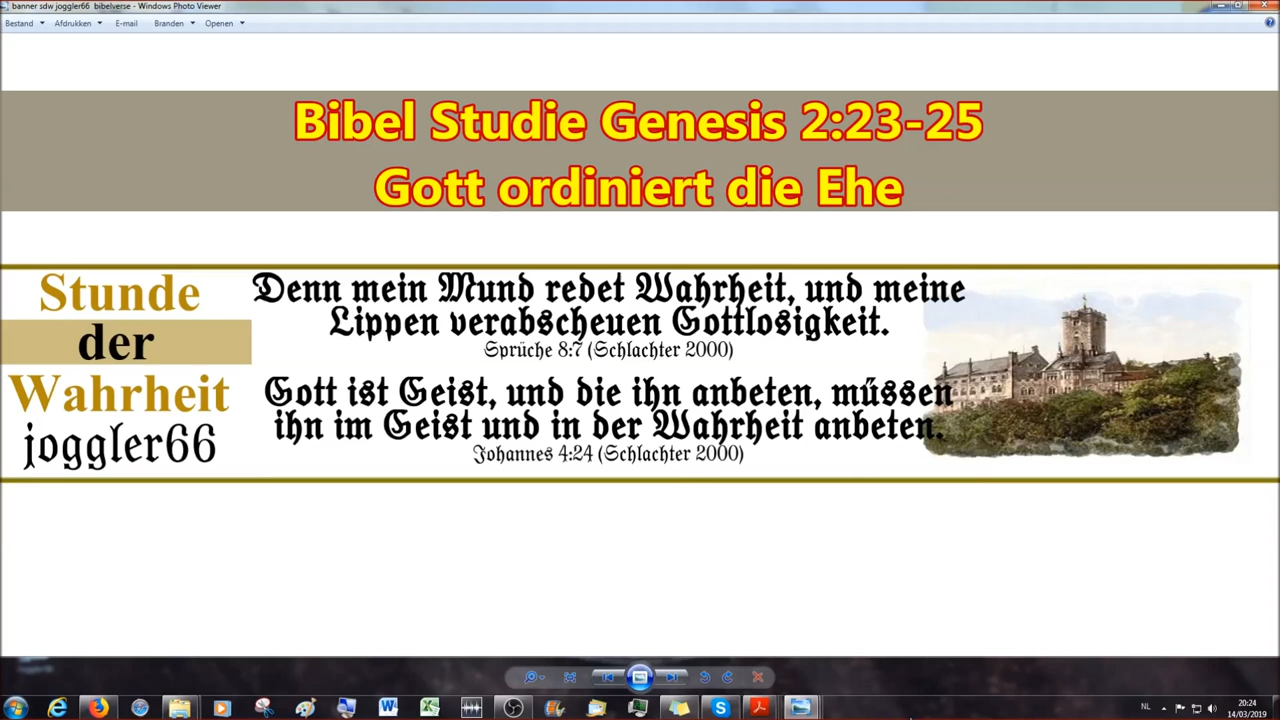 banner sdw joggler66 bibelverse - Windows Photo Viewer
Bestand Afdrukken E-mail Branden Openen
Bibel Studie Genesis 2:23-25
Gott ordiniert die Ehe
Stunde
der
Wahrheit
joggler66
Denn mein Mund redet Wahrheit, und meine
Lippen verabscheuen Gottlosigkeit.
Sprüche 8:7 (Schlachter 2000)
Gott ist Geist, und die ihn anbeten, müssen
ihn im Geist und in der Wahrheit anbeten.
Johannes 4:24 (Schlachter 2000)
NL
20:24
14/03/2019